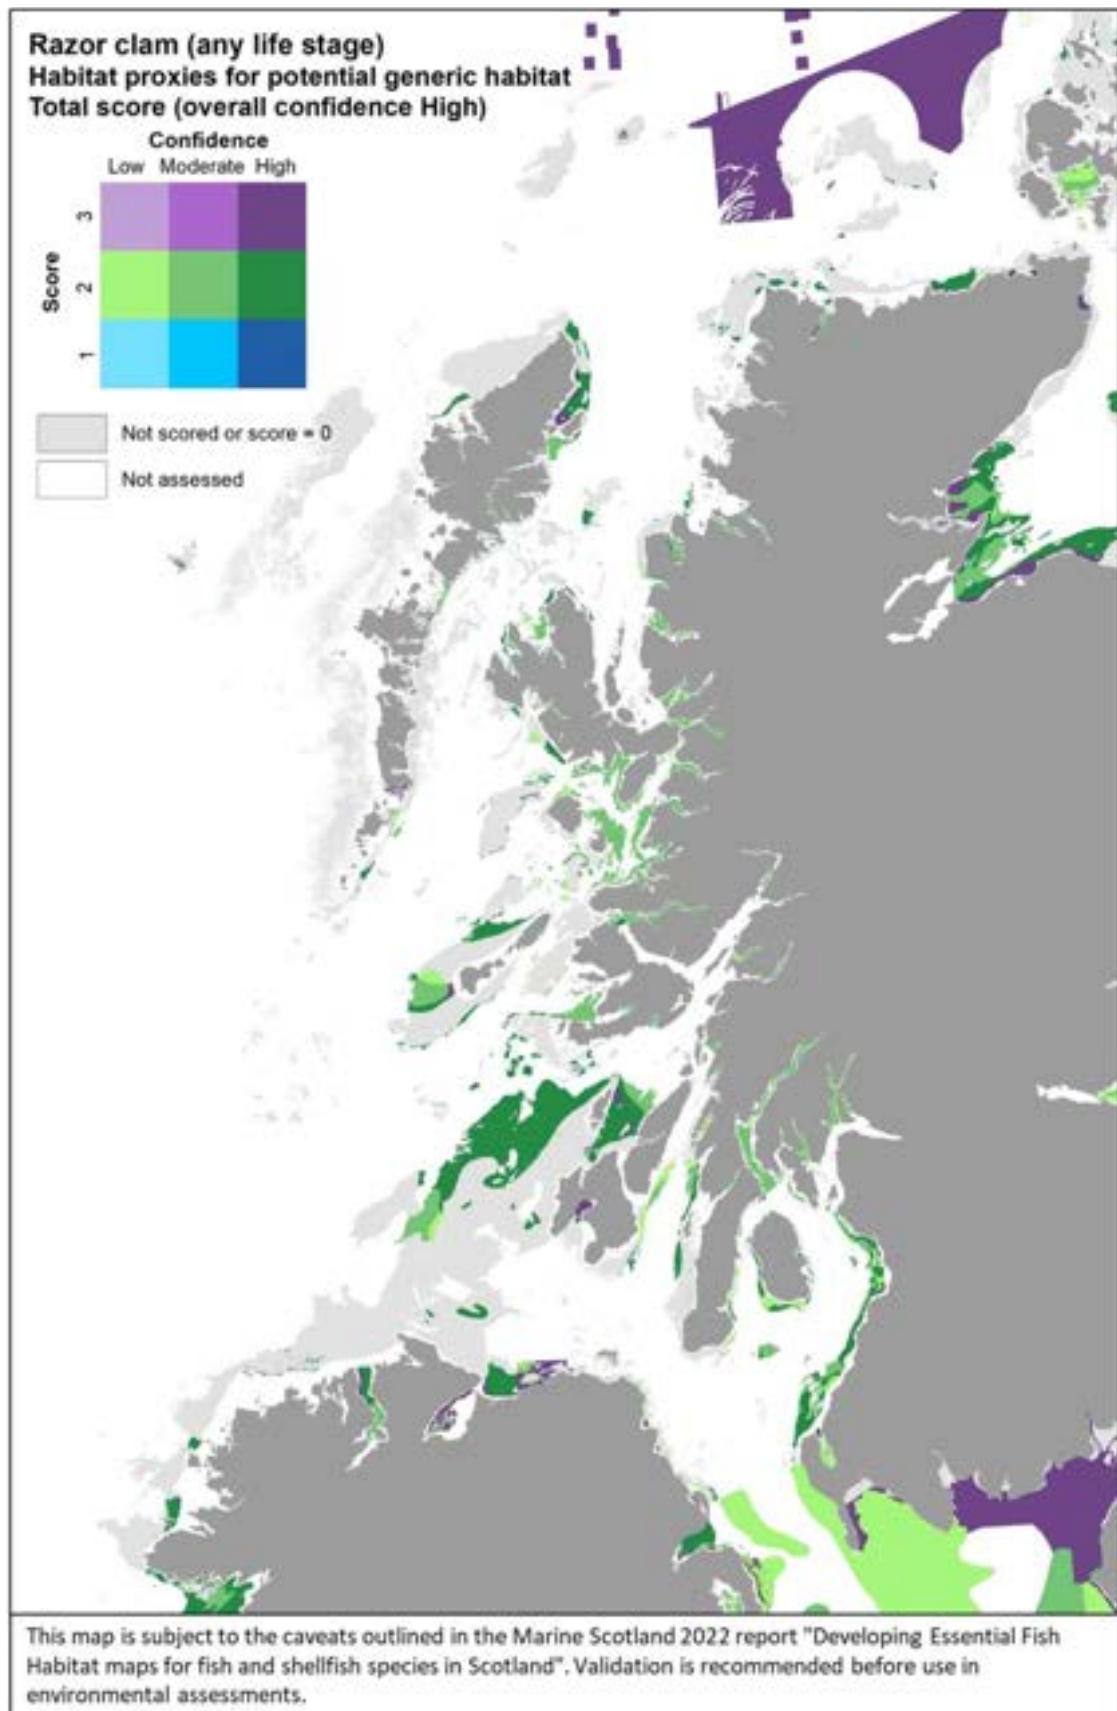 Razor clam (any life stage)
Habitat proxies for potential generic habitat
Total score (overall confidence High)
Confidence
Low Moderate High
Score
3
2
1
Not scored or score = 0
Not assessed
This map is subject to the caveats outlined in the Marine Scotland 2022 report "Developing Essential Fish
Habitat maps for fish and shellfish species in Scotland". Validation is recommended before use in
environmental assessments.